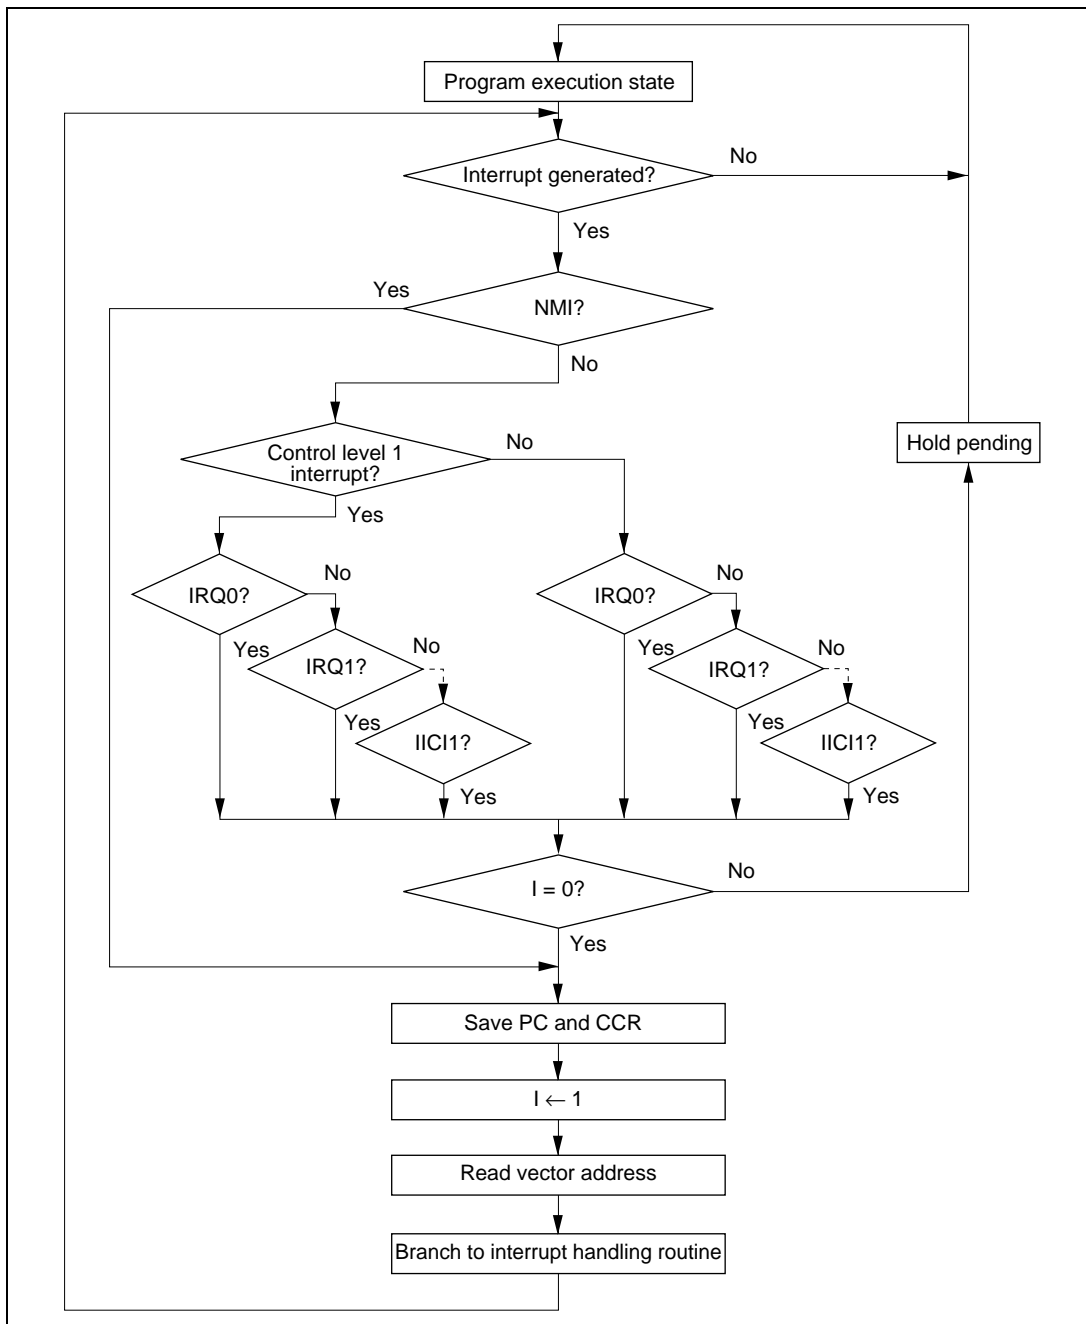 Program execution state
Interrupt generated?
No
Yes
Yes
NMI?
No
Control level 1
interrupt?
No
Hold pending
Yes
IRQ0?
No
IRQ0?
No
Yes
IRQ1?
No
Yes
IRQ1?
No
Yes
IICI1?
Yes
IICI1?
Yes
Yes
I = 0?
No
Yes
Save PC and CCR
I ← 1
Read vector address
Branch to interrupt handling routine